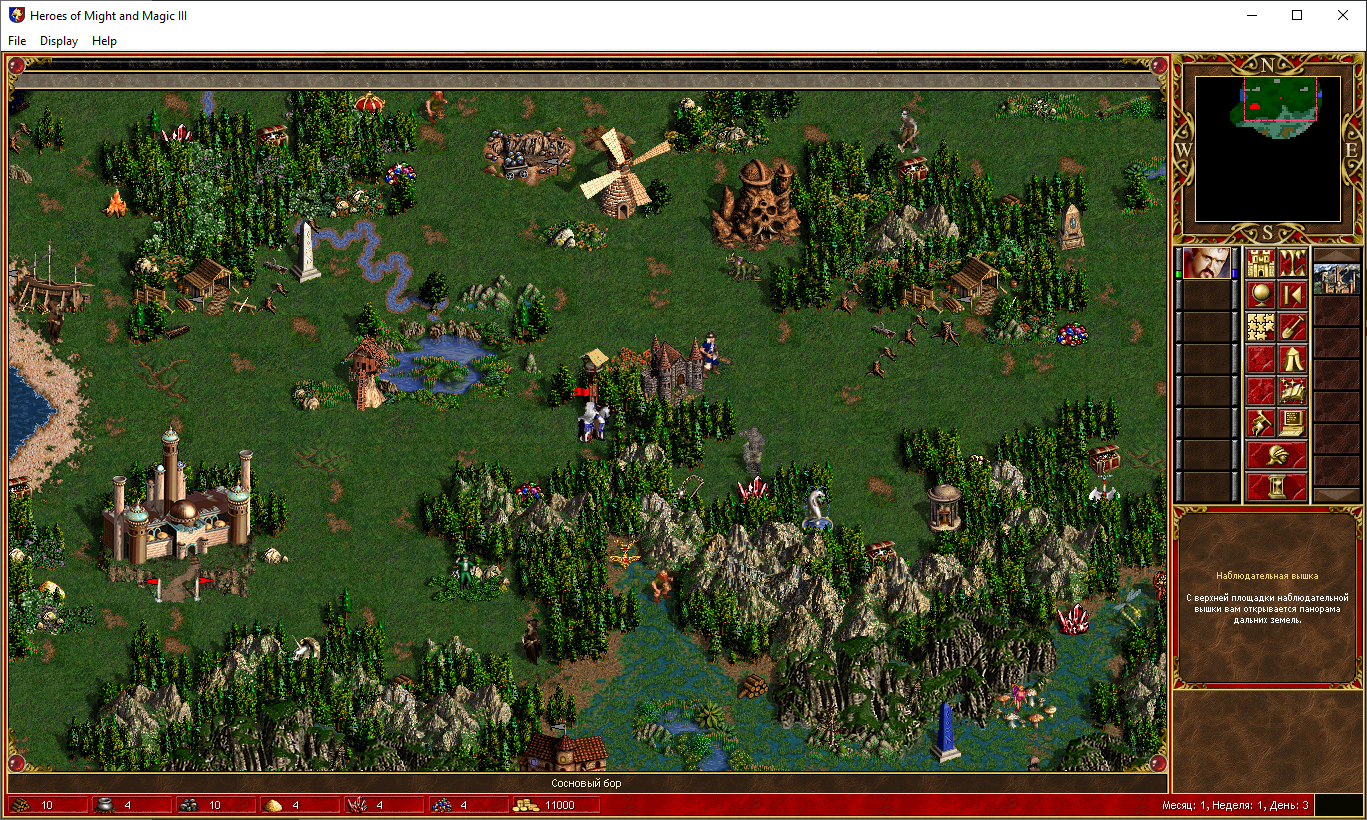 Heroes of Might and Magic III
File Display Help
N
W E
S
Наблюдательная вышка
С верхней площадки наблюдательной
вышки вам открывается панорама
дальних земель.
Сосновый бор
10 4 10 4 4 4 11000 Месяц: 1, Неделя: 1, День: 3